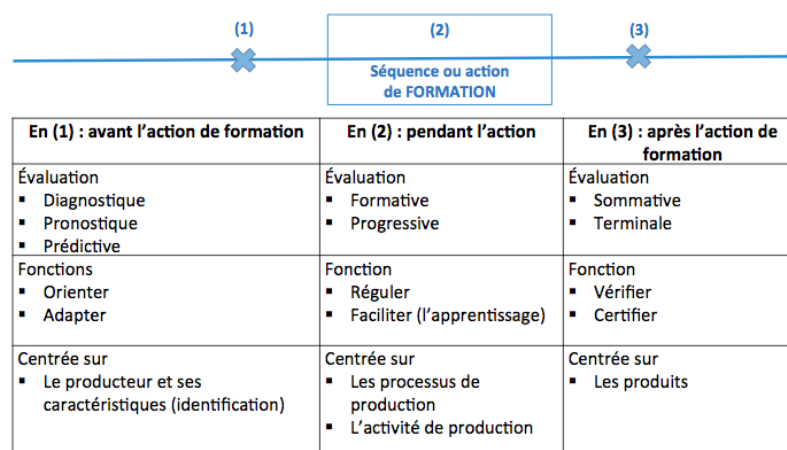 (1)
(2)
(3)
Séquence ou action
de FORMATION
En (1) : avant l’action de formation
En (2) : pendant l’action
En (3) : après l’action de
formation
Évaluation
▪ Diagnostique
▪ Pronostique
▪ Prédictive
Évaluation
▪ Formative
▪ Progressive
Évaluation
▪ Sommative
▪ Terminale
Fonctions
▪ Orienter
▪ Adapter
Fonction
▪ Réguler
▪ Faciliter (l’apprentissage)
Fonction
▪ Vérifier
▪ Certifier
Centrée sur
▪ Le producteur et ses
caractéristiques (identification)
Centrée sur
▪ Les processus de
production
▪ L’activité de production
Centrée sur
▪ Les produits